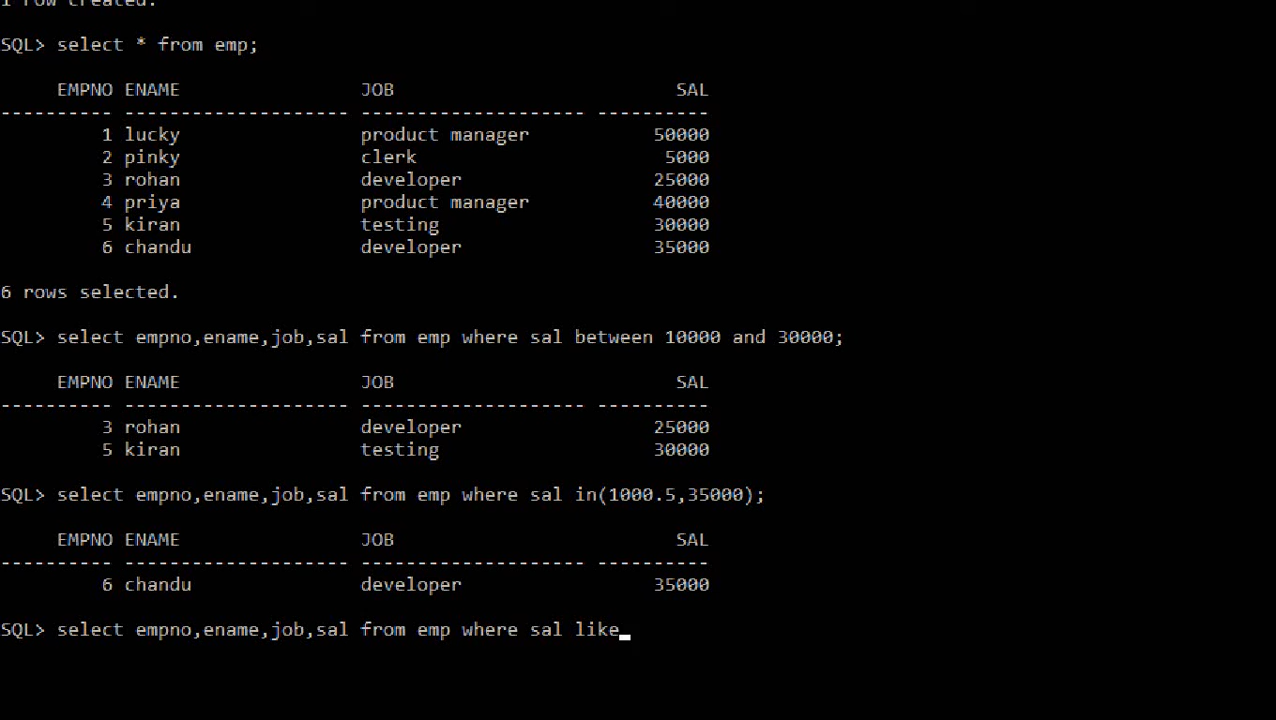 1 row created.
SQL> select * from emp;
EMPNO ENAME JOB SAL
---------- -------------------- -------------------- ----------
1 lucky product manager 50000
2 pinky clerk 5000
3 rohan developer 25000
4 priya product manager 40000
5 kiran testing 30000
6 chandu developer 35000
6 rows selected.
SQL> select empno,ename,job,sal from emp where sal between 10000 and 30000;
EMPNO ENAME JOB SAL
---------- -------------------- -------------------- ----------
3 rohan developer 25000
5 kiran testing 30000
SQL> select empno,ename,job,sal from emp where sal in(1000.5,35000);
EMPNO ENAME JOB SAL
---------- -------------------- -------------------- ----------
6 chandu developer 35000
SQL> select empno,ename,job,sal from emp where sal like